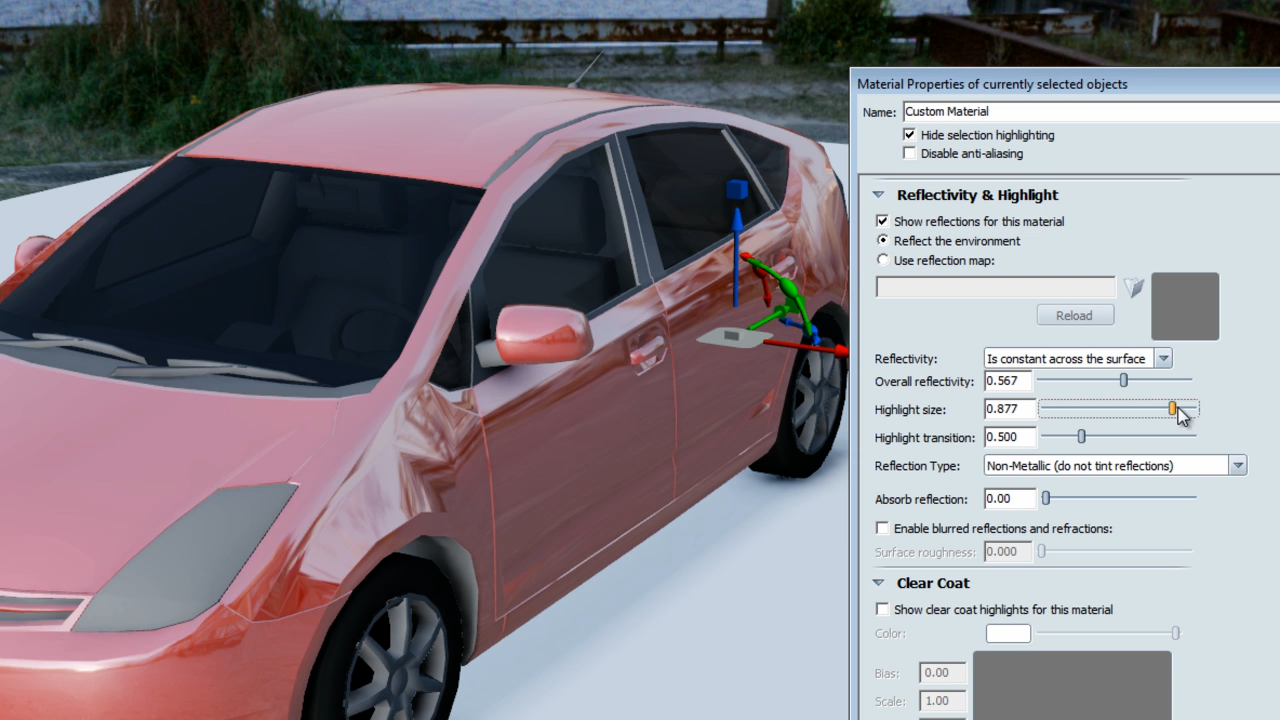 Material Properties of currently selected objects
Name: Custom Material
Hide selection highlighting
Disable anti-aliasing
Reflectivity & Highlight
Show reflections for this material
Reflect the environment
Use reflection map:
Reload
Reflectivity: Is constant across the surface
Overall reflectivity: 0.567
Highlight size: 0.877
Highlight transition: 0.500
Reflection Type: Non-Metallic (do not tint reflections)
Absorb reflection: 0.00
Enable blurred reflections and refractions:
Surface roughness: 0.000
Clear Coat
Show clear coat highlights for this material
Color:
Bias: 0.00
Scale: 1.00